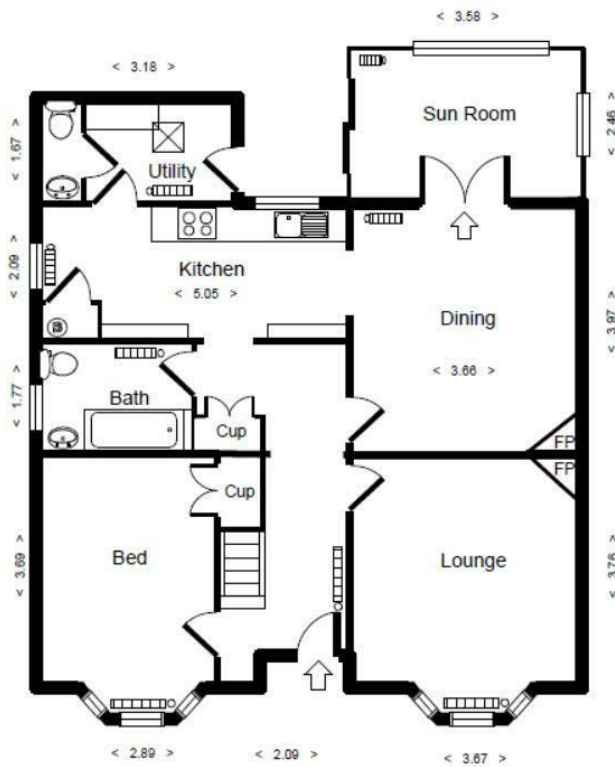 < 3.58 >
< 3.18 >
Sun Room
< 2.46 >
< 1.67 >
Utility
Kitchen
< 5.05 >
< 2.09 >
Dining
< 3.66 >
< 3.97 >
Bath
< 1.77 >
Cup
FP
Cup
FP
Bed
Lounge
< 3.69 >
< 3.76 >
< 2.89 >
< 2.09 >
< 3.67 >